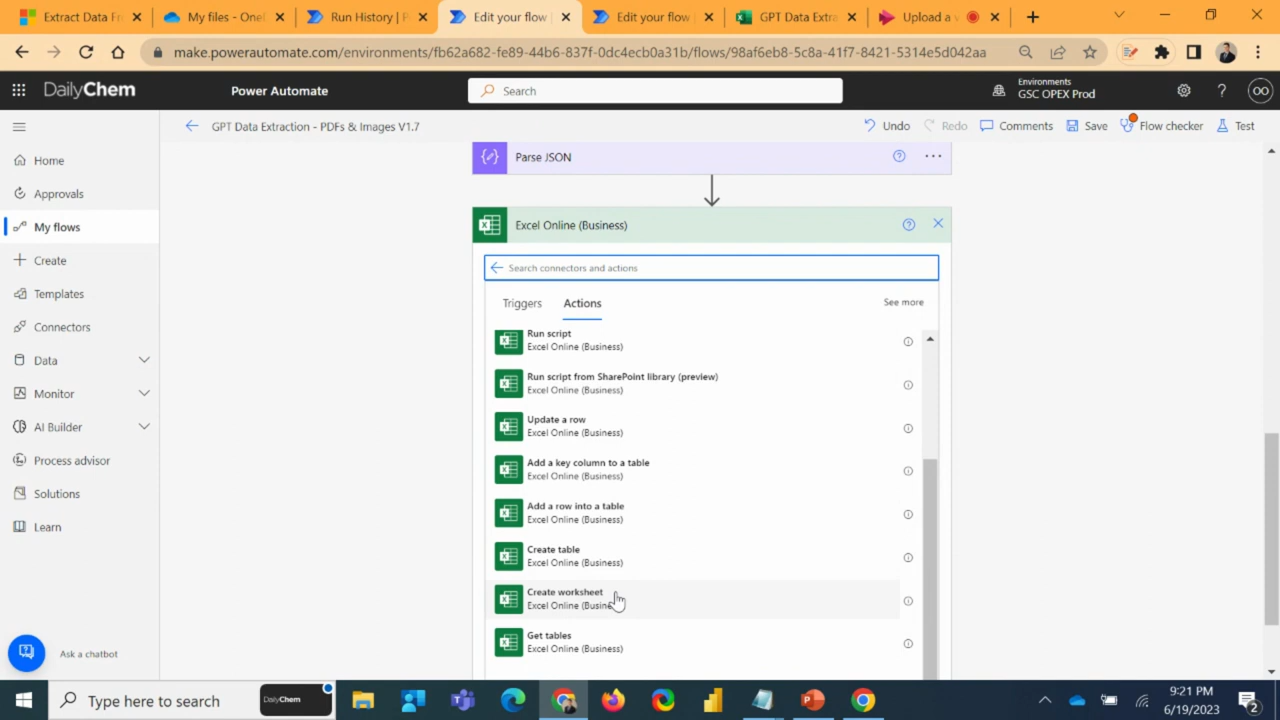 Extract Data Fr
My files - OneD
Run History | P
Edit your flow |
Edit your flow
GPT Data Extra
Upload a v
make.powerautomate.com/environments/fb62a682-fe89-44b6-837f-0dc4ecb0a31b/flows/98af6eb8-5c8a-41f7-8421-5314e5d042aa
DailyChem
Power Automate
Search
Environments
GSC OPEX Prod
OO
GPT Data Extraction - PDFs & Images V1.7
Undo
Redo
Comments
Save
Flow checker
Test
Home
Approvals
My flows
Create
Templates
Connectors
Data
Monitor
AI Builder
Process advisor
Solutions
Learn
Ask a chatbot
Parse JSON
Excel Online (Business)
Search connectors and actions
Triggers
Actions
See more
Run script
Excel Online (Business)
Run script from SharePoint library (preview)
Excel Online (Business)
Update a row
Excel Online (Business)
Add a key column to a table
Excel Online (Business)
Add a row into a table
Excel Online (Business)
Create table
Excel Online (Business)
Create worksheet
Excel Online (Busine
Get tables
Excel Online (Business)
Type here to search
DailyChem
9:21 PM
6/19/2023
2